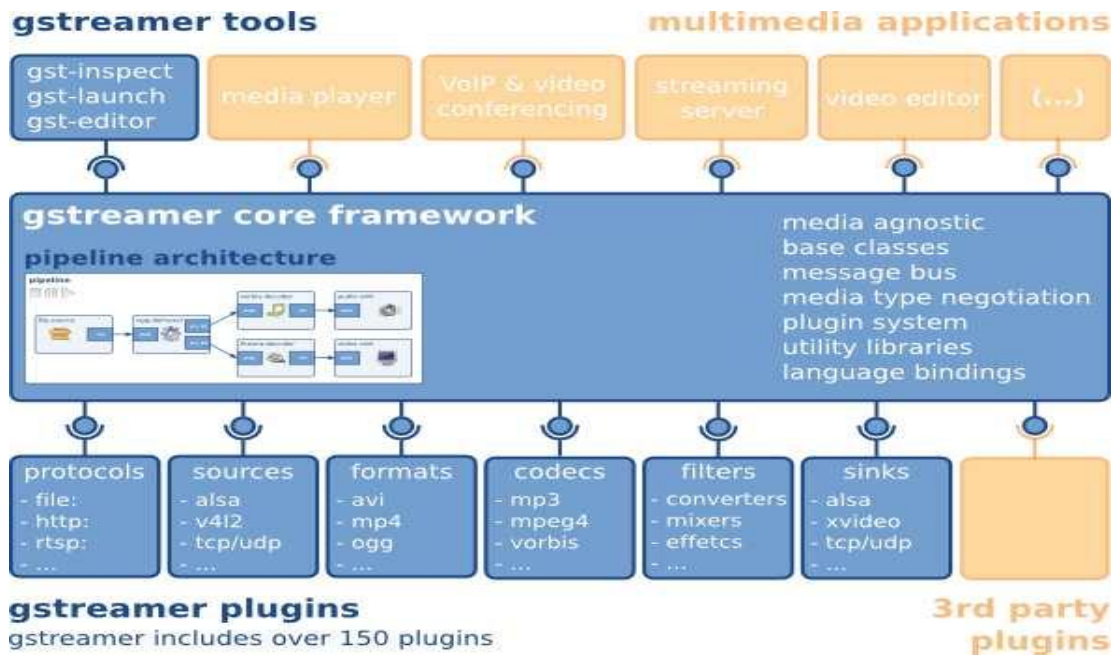 gstreamer tools
multimedia applications
gst-inspect
gst-launch
gst-editor
media player
VoIP & video
conferencing
streaming
server
video editor
(...)
gstreamer core framework
pipeline architecture
pipeline
media agnostic
base classes
message bus
media type negotiation
plugin system
utility libraries
language bindings
protocols
- file:
- http:
- rtsp:
- ...
sources
- alsa
- v4l2
- tcp/udp
- ...
formats
- avi
- mp4
- ogg
- ...
codecs
- mp3
- mpeg4
- vorbis
- ...
filters
- converters
- mixers
- effetcs
- ...
sinks
- alsa
- xvideo
- tcp/udp
- ...
gstreamer plugins
gstreamer includes over 150 plugins
3rd party
plugins